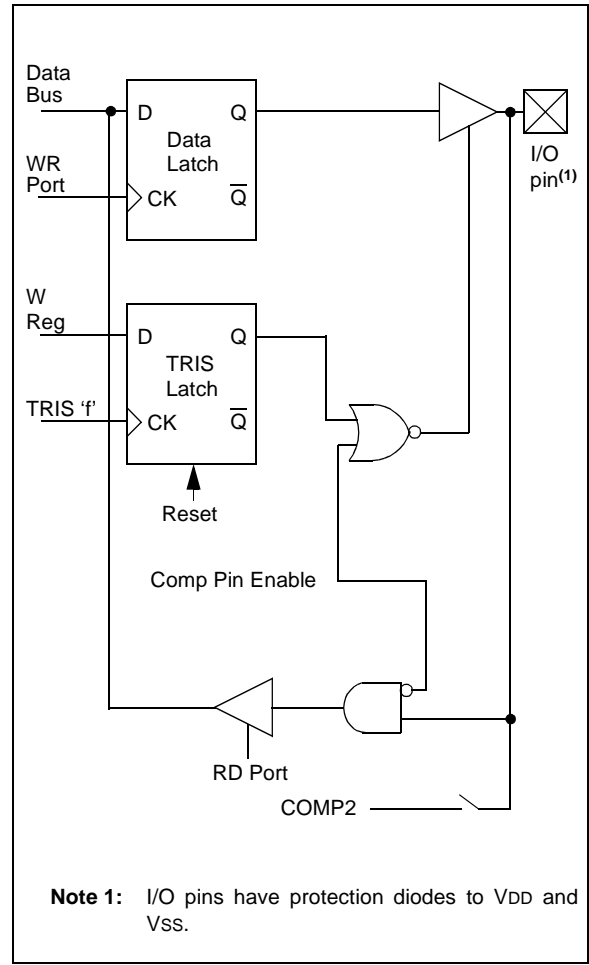 Data
Bus
D Q
Data
Latch
WR
Port
CK Q̅
I/O
pin(1)
W
Reg
D Q
TRIS
Latch
TRIS ‘f’
CK Q̅
Reset
Comp Pin Enable
RD Port
COMP2
Note 1: I/O pins have protection diodes to VDD and
VSS.